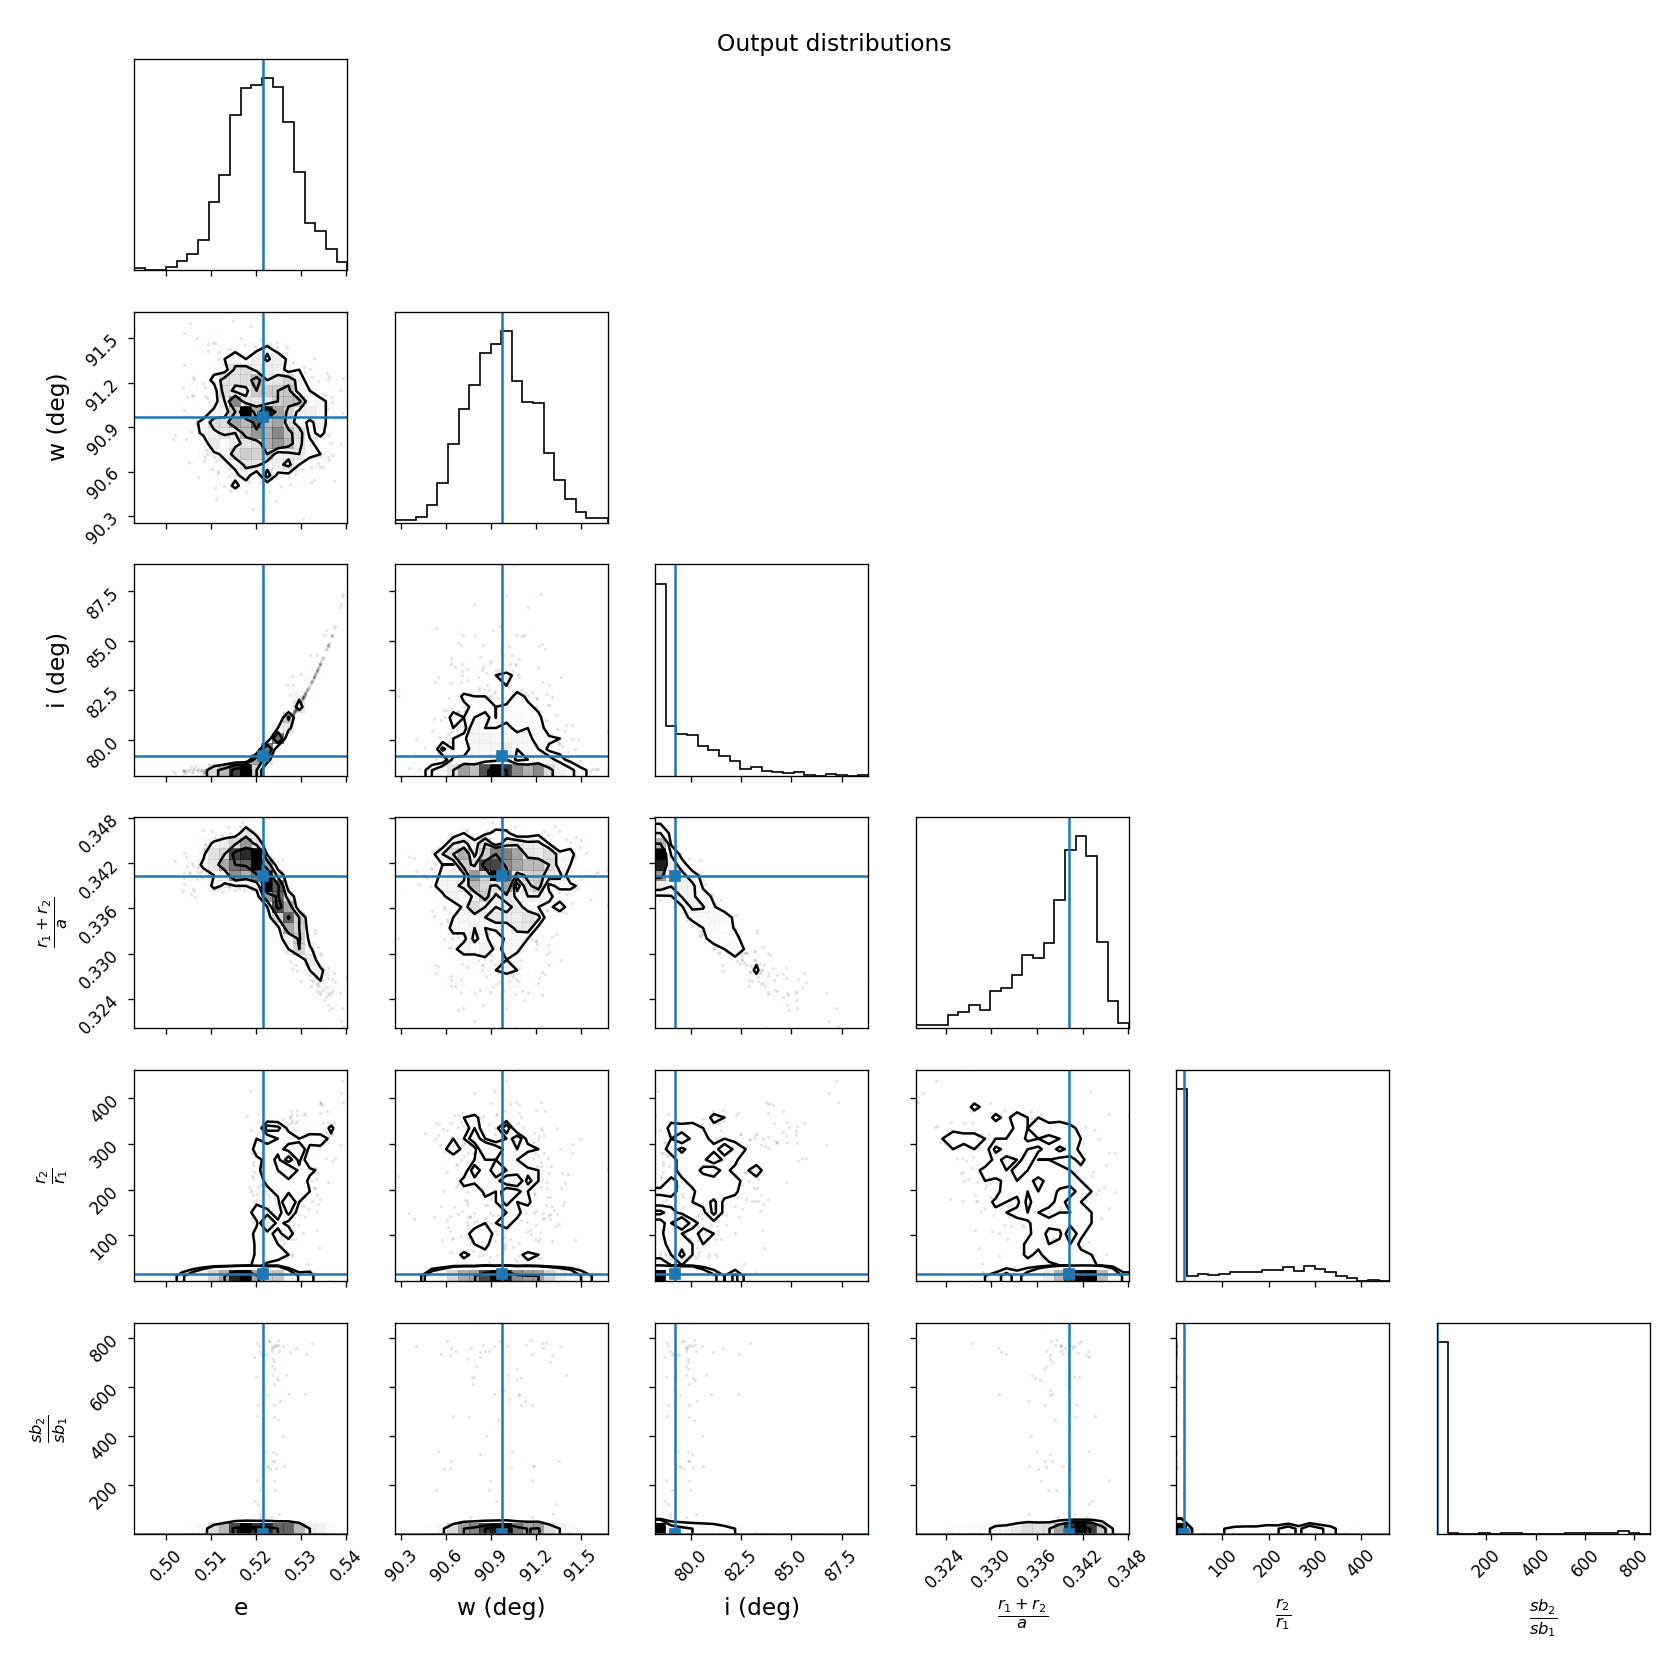 Output distributions
w (deg)
91.5
91.2
90.9
90.6
90.3
i (deg)
87.5
85.0
82.5
80.0
r₁ + r₂
a
0.348
0.342
0.336
0.330
0.324
r₂
r₁
400
300
200
100
sb₂
sb₁
800
600
400
200
0.50 0.51 0.52 0.53 0.54 90.3 90.6 90.9 91.2 91.5 80.0 82.5 85.0 87.5 0.324 0.330 0.336 0.342 0.348 100 200 300 400 200 400 600 800
e w (deg) i (deg) r₁ + r₂ r₂ sb₂
a r₁ sb₁